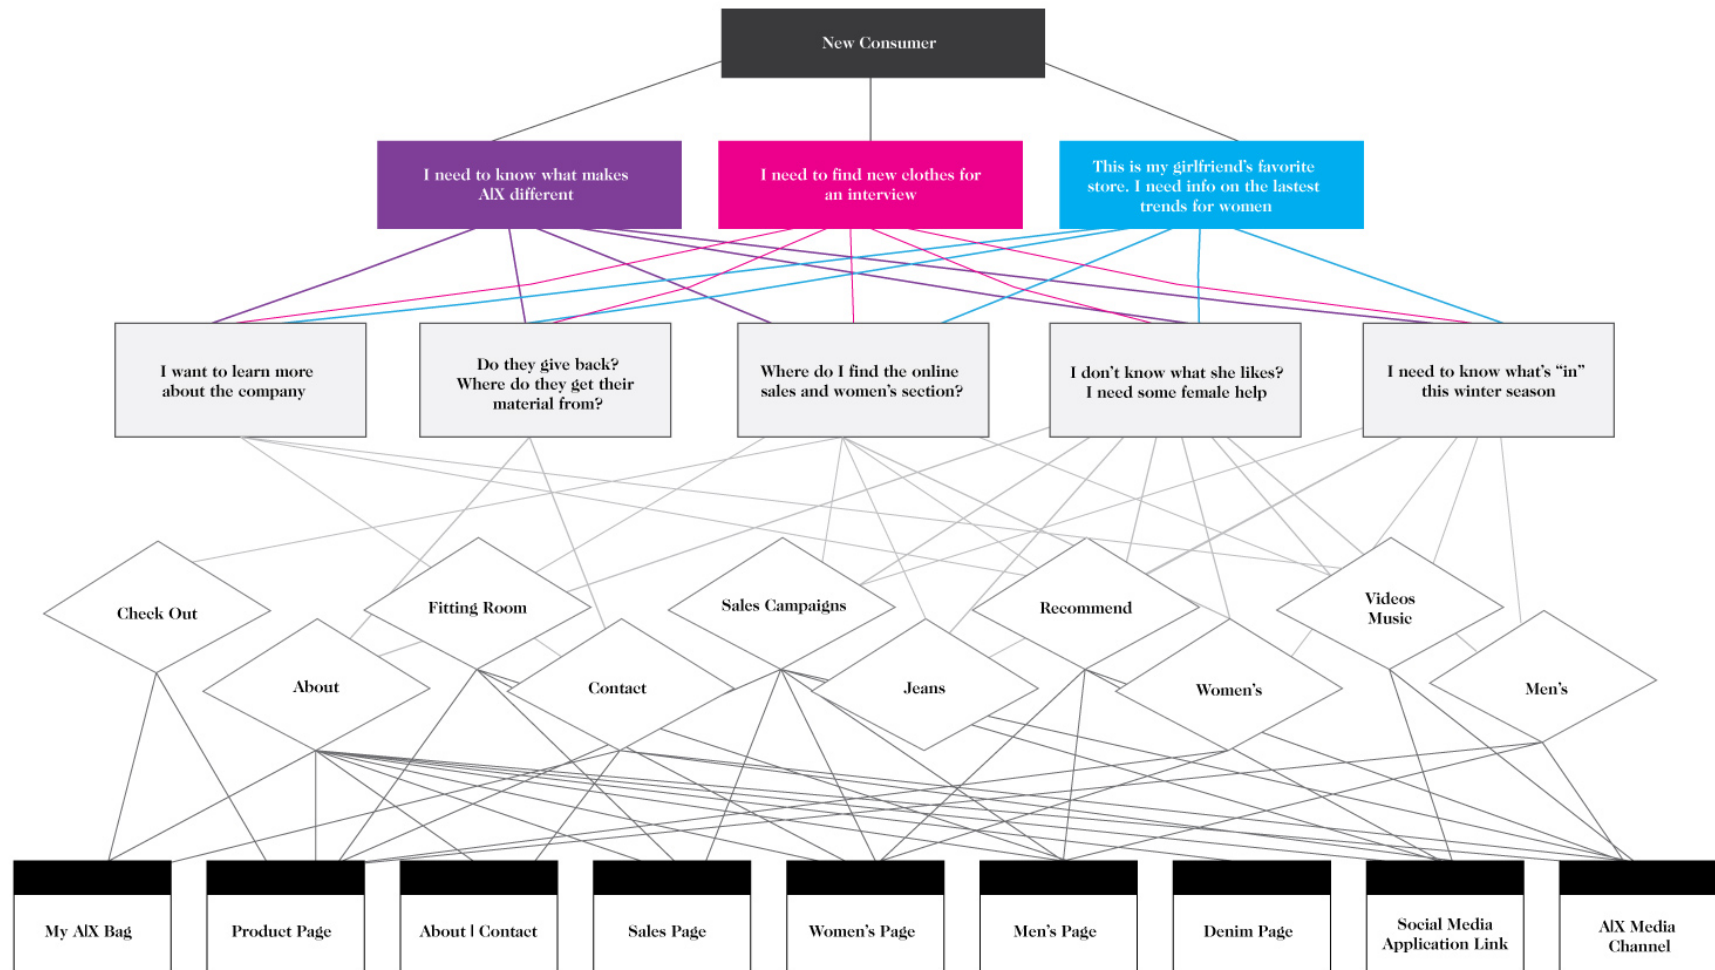 New Consumer
I need to know what makes
A|X different
I need to find new clothes for
an interview
This is my girlfriend's favorite
store. I need info on the lastest
trends for women
I want to learn more
about the company
Do they give back?
Where do they get their
material from?
Where do I find the online
sales and women's section?
I don't know what she likes?
I need some female help
I need to know what's “in”
this winter season
Check Out
Fitting Room
Sales Campaigns
Recommend
Videos
Music
About
Contact
Jeans
Women's
Men's
My A|X Bag
Product Page
About | Contact
Sales Page
Women's Page
Men's Page
Denim Page
Social Media
Application Link
A|X Media
Channel